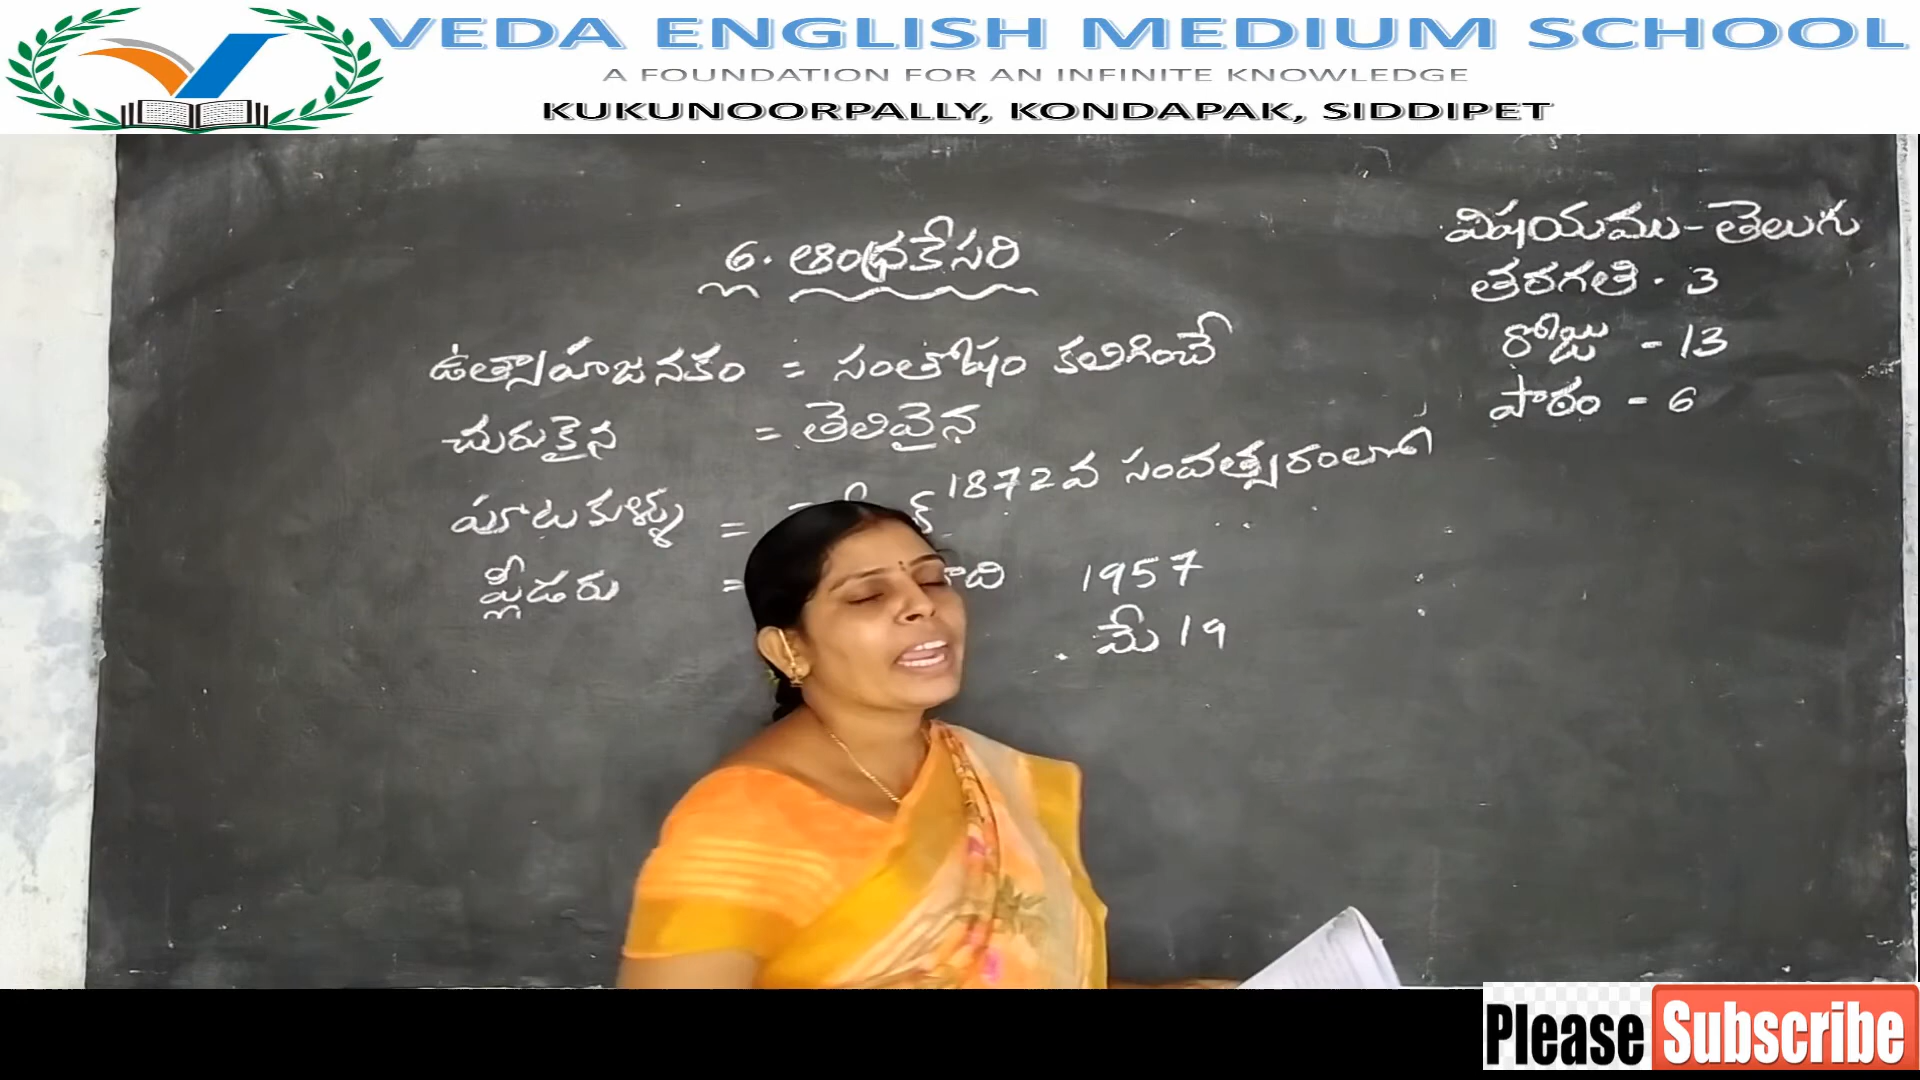 VEDA ENGLISH MEDIUM SCHOOL
A FOUNDATION FOR AN INFINITE KNOWLEDGE
KUKUNOORPALLY, KONDAPAK, SIDDIPET
విషయము - తెలుగు
తరగతి - 3
రోజు - 13
పాఠం - 6
6. ఆంధ్రకేసరి
ఉత్సాహజనకం = సంతోషం కలిగించే
చురుకైన = తెలివైన
1872వ సంవత్సరంలో
పూటకుళ్ళు =
ప్లీడరు =
1957
మే 19
Please Subscribe